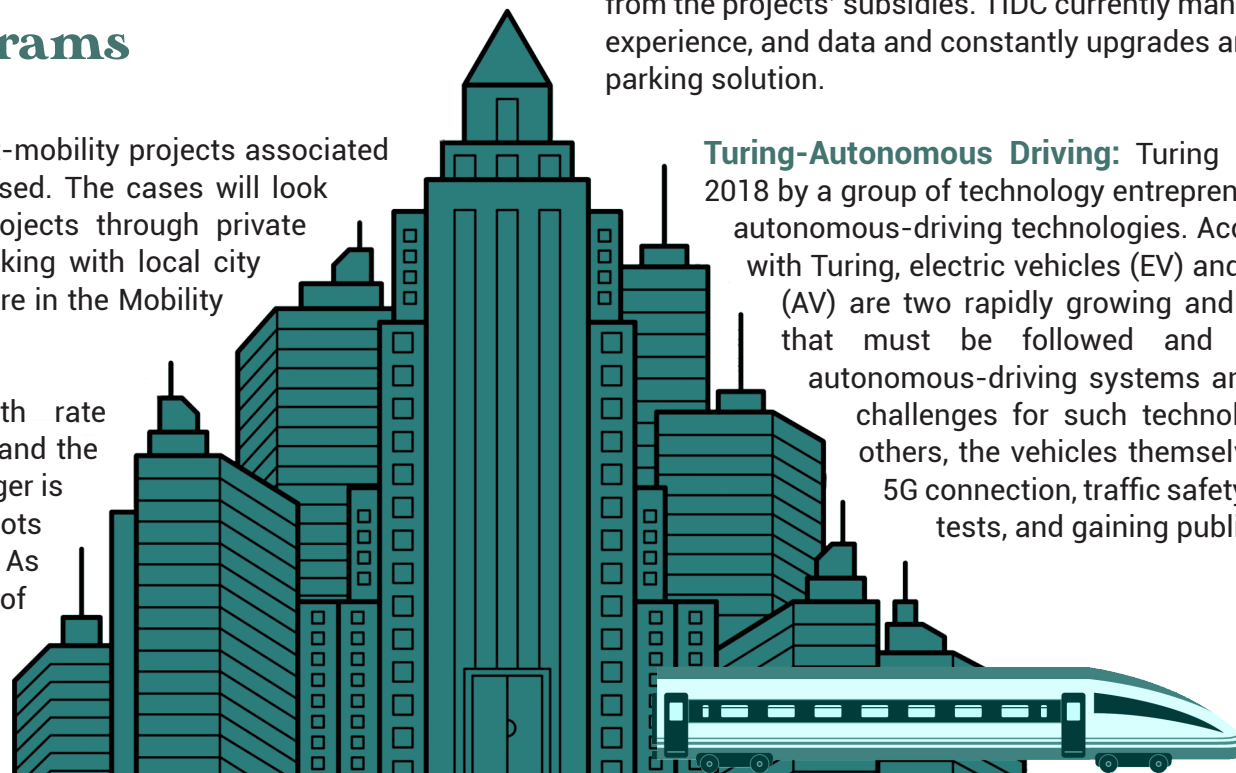 rams
t-mobility projects associated
sed. The cases will look
ojects through private
king with local city
re in the Mobility
th rate
and the
ger is
ots
As
of
from the projects' subsidies. TIDC currently man
experience, and data and constantly upgrades an
parking solution.
Turing-Autonomous Driving: Turing
2018 by a group of technology entrepren
autonomous-driving technologies. Acc
with Turing, electric vehicles (EV) and
(AV) are two rapidly growing and
that must be followed and
autonomous-driving systems ar
challenges for such technol
others, the vehicles themselv
5G connection, traffic safety
tests, and gaining publi